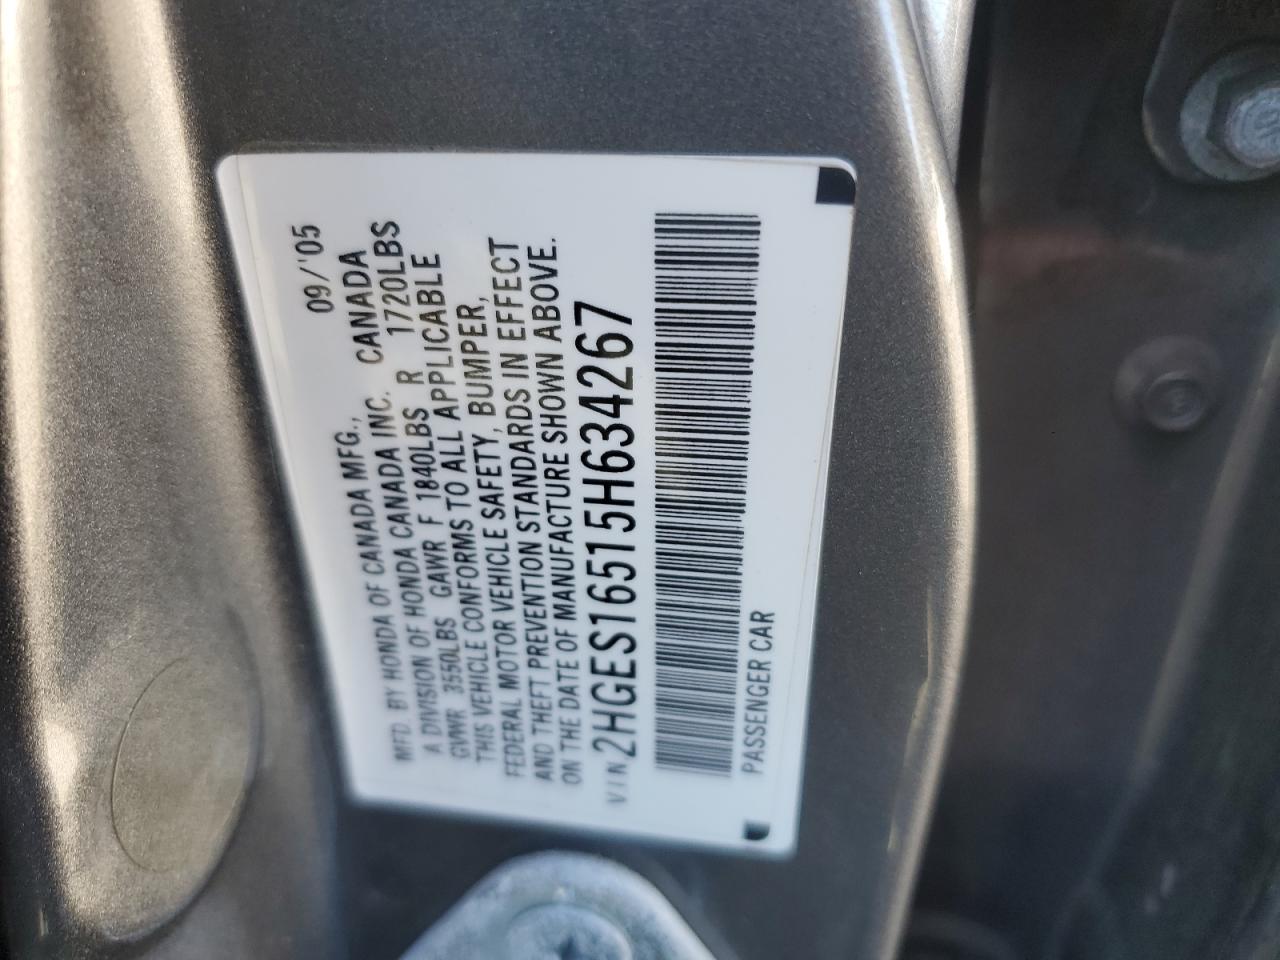 MFD. BY HONDA OF CANADA MFG., 09/'05
A DIVISION OF HONDA CANADA INC. CANADA
GVWR 3550LBS GAWR F 1840LBS R 1720LBS
THIS VEHICLE CONFORMS TO ALL APPLICABLE
FEDERAL MOTOR VEHICLE SAFETY, BUMPER,
AND THEFT PREVENTION STANDARDS IN EFFECT
ON THE DATE OF MANUFACTURE SHOWN ABOVE.
VIN 2HGES16515H634267
PASSENGER CAR